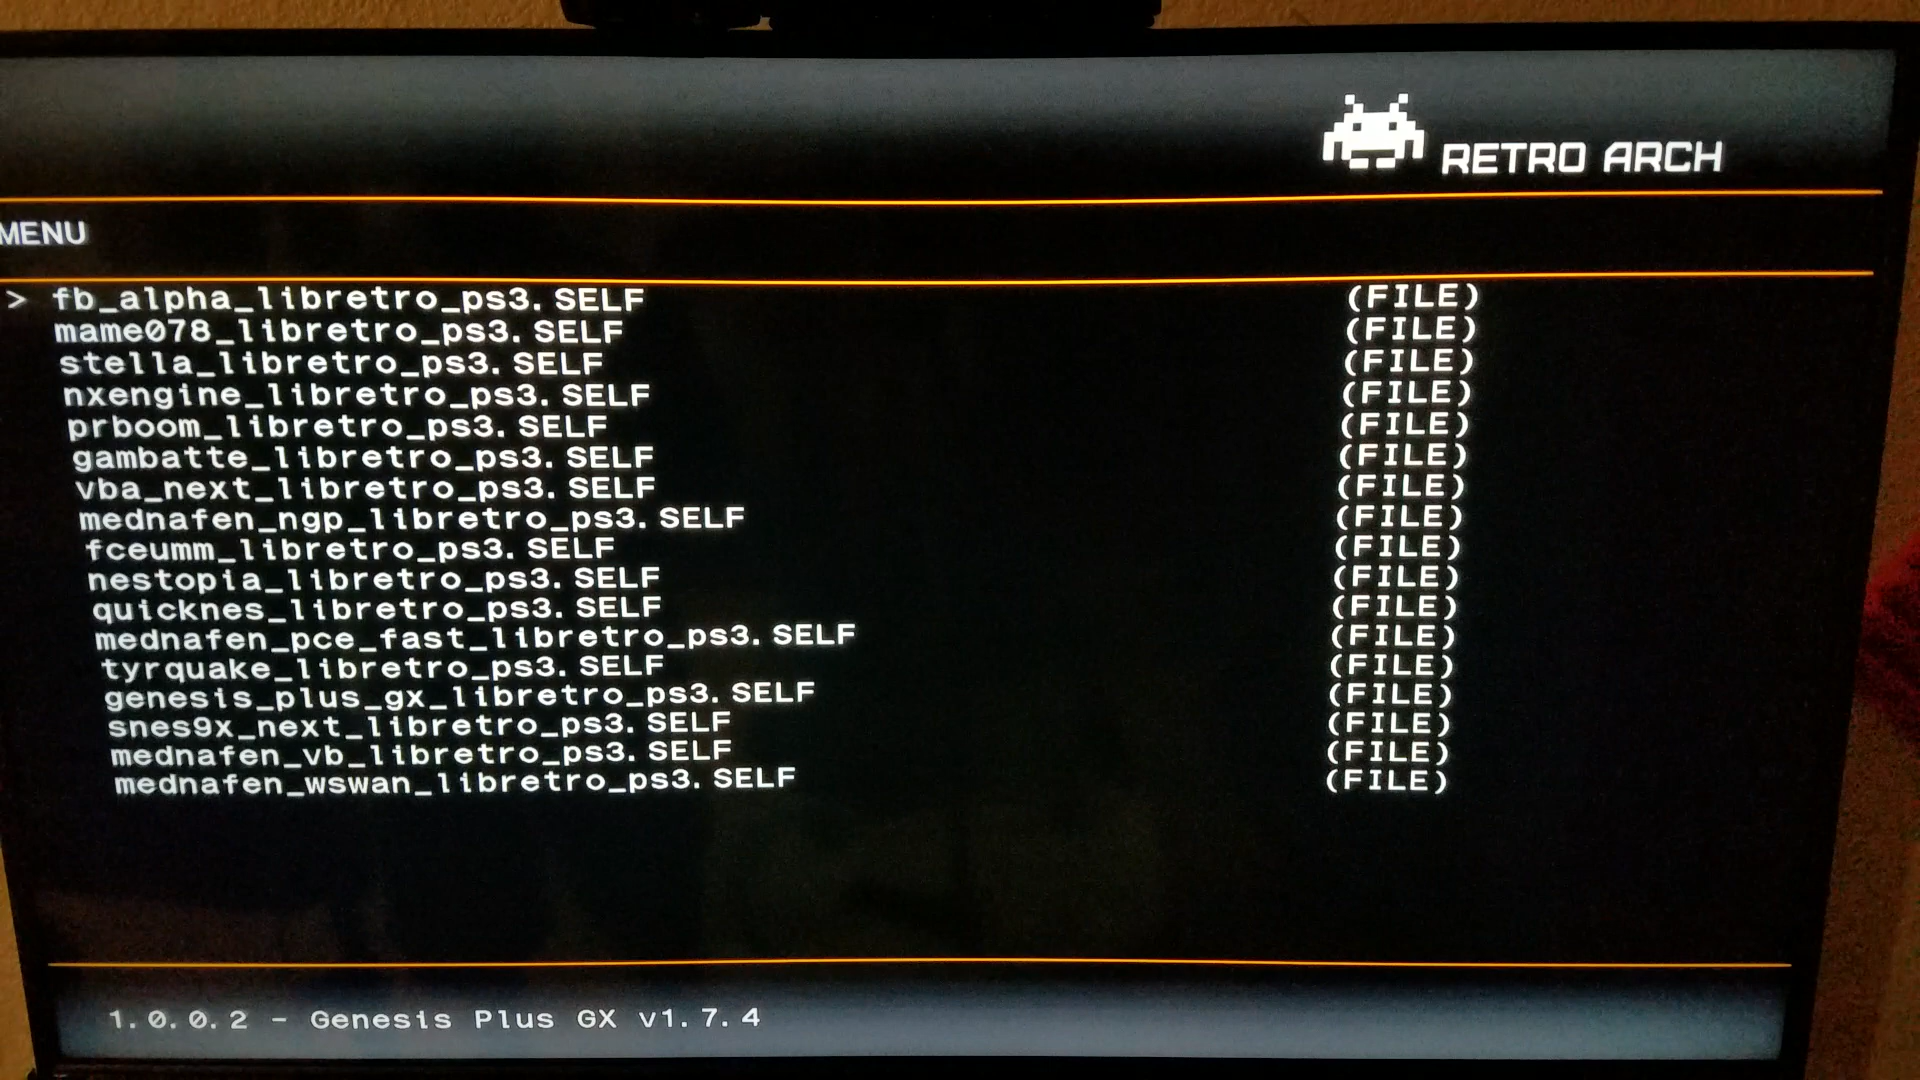 RETRO ARCH
MENU
> fb_alpha_libretro_ps3.SELF (FILE)
mame078_libretro_ps3.SELF (FILE)
stella_libretro_ps3.SELF (FILE)
nxengine_libretro_ps3.SELF (FILE)
prboom_libretro_ps3.SELF (FILE)
gambatte_libretro_ps3.SELF (FILE)
vba_next_libretro_ps3.SELF (FILE)
mednafen_ngp_libretro_ps3.SELF (FILE)
fceumm_libretro_ps3.SELF (FILE)
nestopia_libretro_ps3.SELF (FILE)
quicknes_libretro_ps3.SELF (FILE)
mednafen_pce_fast_libretro_ps3.SELF (FILE)
tyrquake_libretro_ps3.SELF (FILE)
genesis_plus_gx_libretro_ps3.SELF (FILE)
snes9x_next_libretro_ps3.SELF (FILE)
mednafen_vb_libretro_ps3.SELF (FILE)
mednafen_wswan_libretro_ps3.SELF (FILE)
1.0.0.2 - Genesis Plus GX v1.7.4